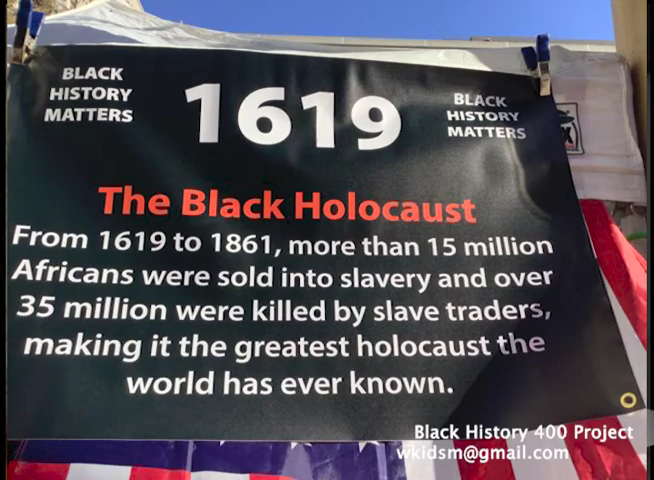 BLACK
HISTORY
MATTERS
1619
BLACK
HISTORY
MATTERS
The Black Holocaust
From 1619 to 1861, more than 15 million
Africans were sold into slavery and over
35 million were killed by slave traders,
making it the greatest holocaust the
world has ever known.
Black History 400 Project
wkidsm@gmail.com